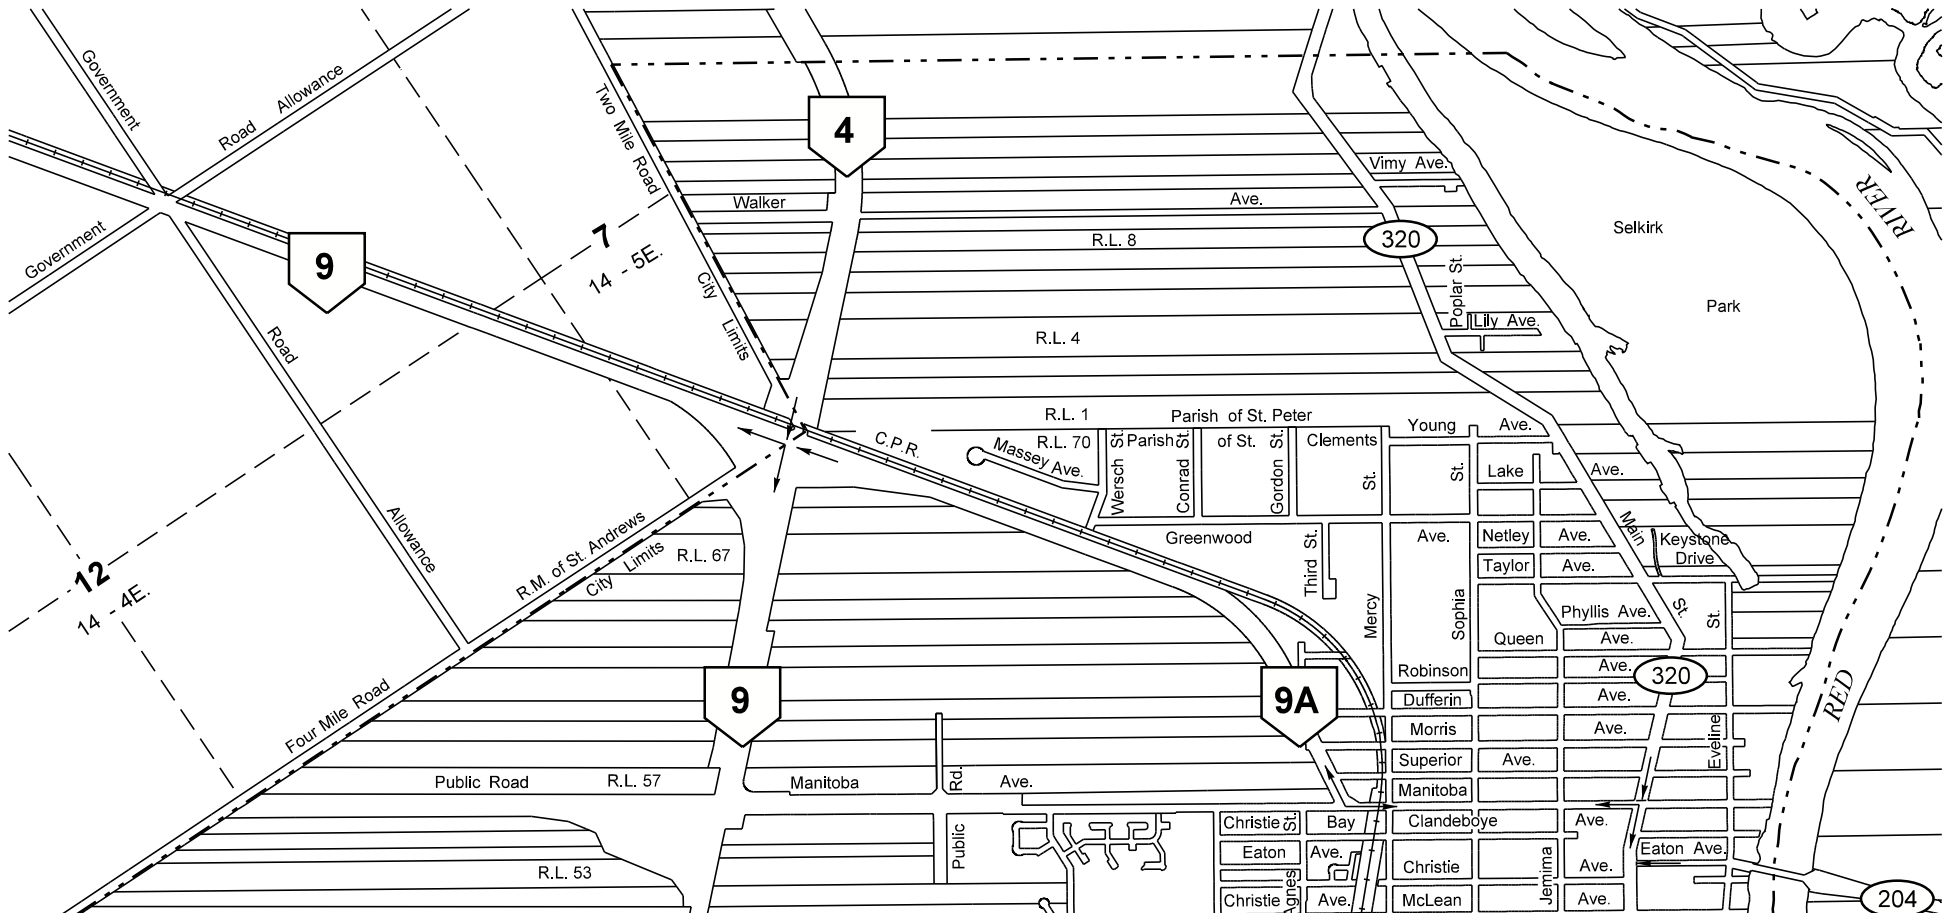 Government
Road Allowance
Two Mile Road
4
Vimy Ave.
Walker Ave.
RIVER
Selkirk
Government
9
7
14 - 5E.
City Limits
R.L. 8
320
Poplar St.
Park
Lily Ave.
R.L. 4
Road
R.L. 1
Parish of St. Peter
Young Ave.
C.P.R.
Massey Ave.
R.L. 70
Wersch St.
Parish of St. Clements
Conrad St.
Gordon St.
St.
St.
Lake Ave.
Allowance
R.M. of St. Andrews
City Limits
R.L. 67
Greenwood Ave.
Third St.
Main St.
Netley Ave.
Keystone
Drive
Taylor Ave.
12
14 - 4E.
Mercy
Sophia
Phyllis Ave.
St.
Queen Ave.
Robinson Ave.
320
Four Mile Road
9
9A
Dufferin Ave.
Morris Ave.
Eveline
RED
Superior Ave.
Public Road
R.L. 57
Manitoba Ave.
Rd.
Manitoba
Public
Christie Bay
St.
Clandeboye Ave.
Eaton Ave.
Eaton Ave.
R.L. 53
Christie Ave.
Jemima
Agnes
Christie Ave.
McLean Ave.
204